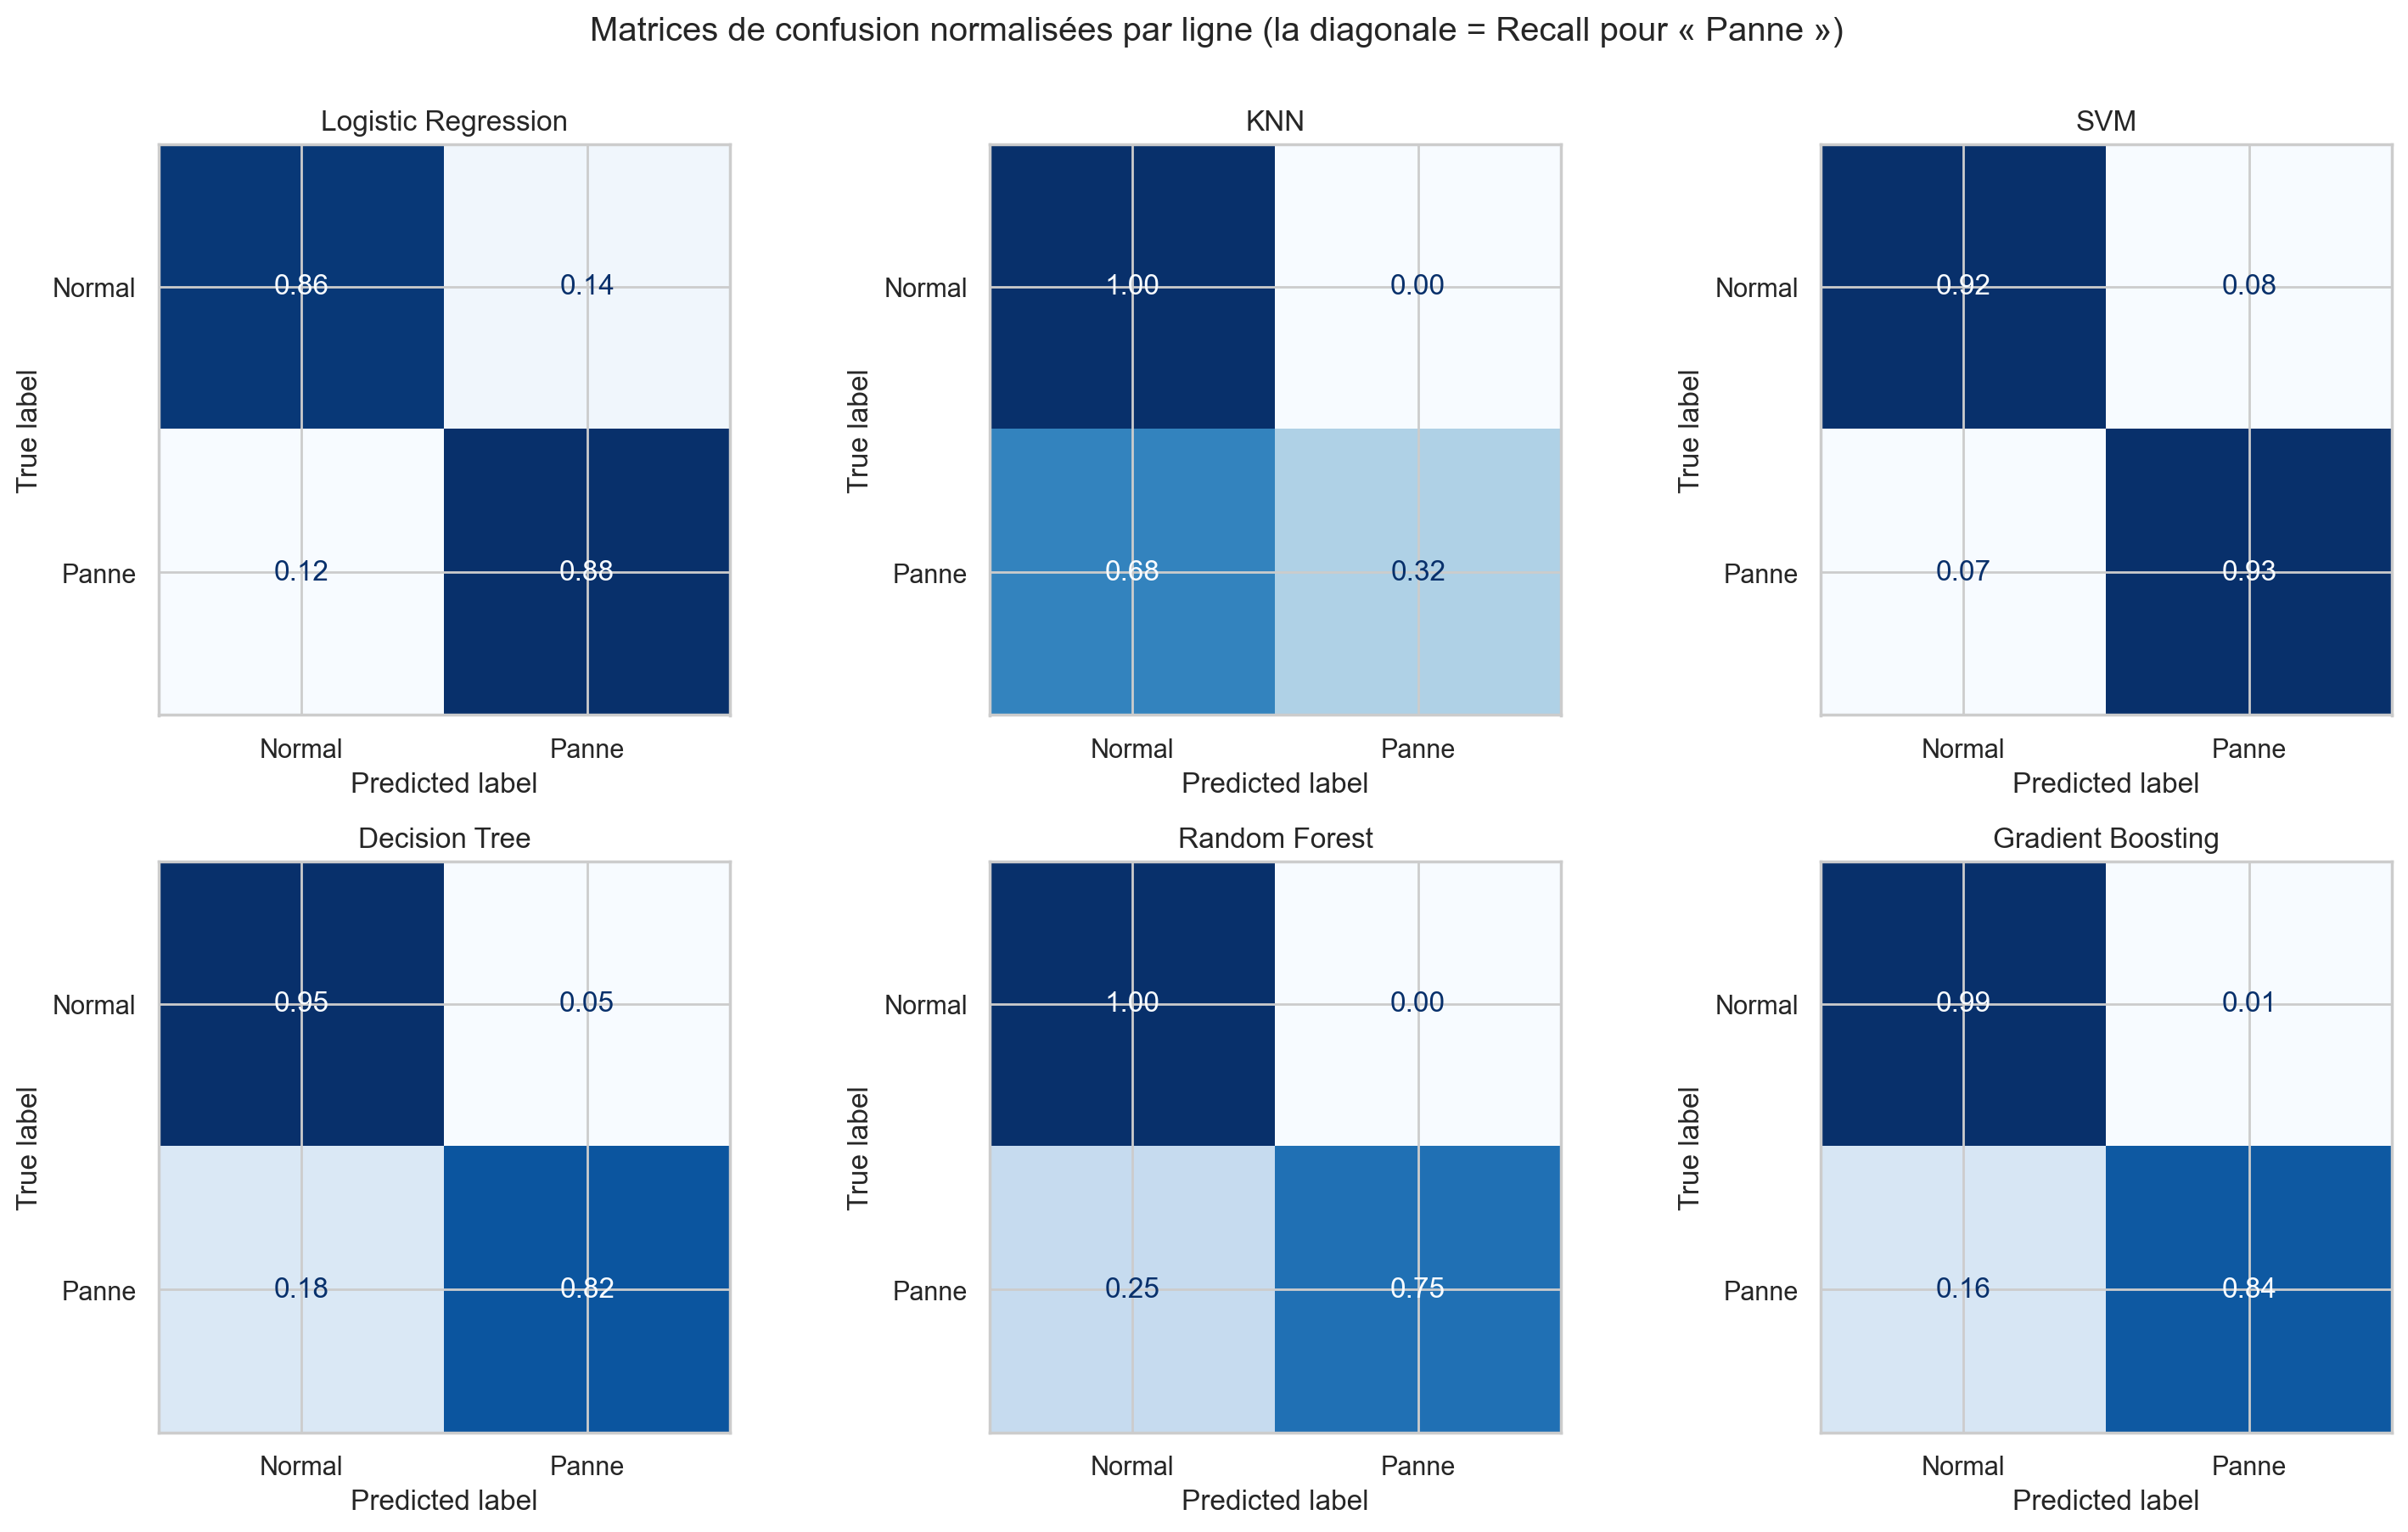 Matrices de confusion normalisées par ligne (la diagonale = Recall pour « Panne »)
Logistic Regression
True label
Normal
0.86
0.14
Panne
0.12
0.88
Normal
Panne
Predicted label
KNN
True label
Normal
1.00
0.00
Panne
0.68
0.32
Normal
Panne
Predicted label
SVM
True label
Normal
0.92
0.08
Panne
0.07
0.93
Normal
Panne
Predicted label
Decision Tree
True label
Normal
0.95
0.05
Panne
0.18
0.82
Normal
Panne
Predicted label
Random Forest
True label
Normal
1.00
0.00
Panne
0.25
0.75
Normal
Panne
Predicted label
Gradient Boosting
True label
Normal
0.99
0.01
Panne
0.16
0.84
Normal
Panne
Predicted label